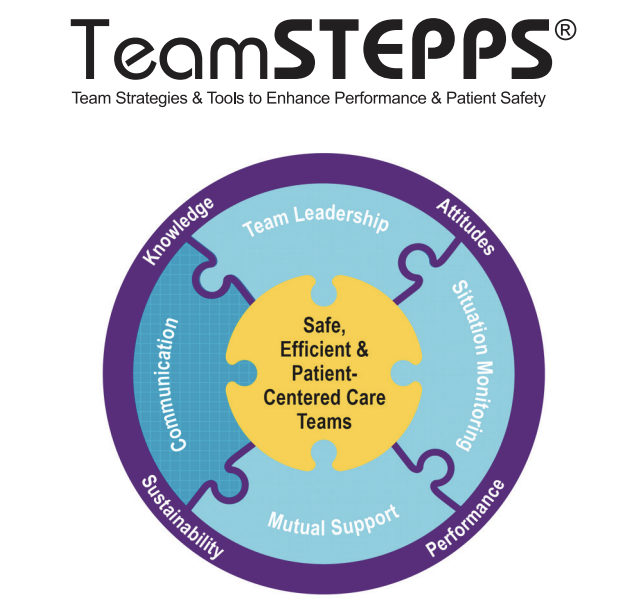 TeamSTEPPS®
Team Strategies & Tools to Enhance Performance & Patient Safety
Knowledge
Attitudes
Team Leadership
Communication
Situation Monitoring
Safe,
Efficient &
Patient-
Centered Care
Teams
Mutual Support
Sustainability
Performance